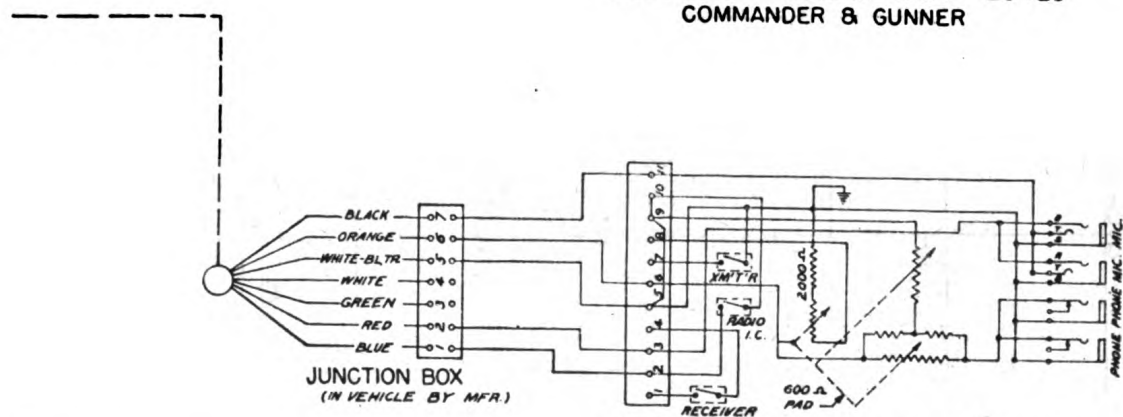 COMMANDER & GUNNER
BLACK 7
ORANGE 6
WHITE-BLTR 5
WHITE 4
GREEN 3
RED 2
BLUE 1
JUNCTION BOX
(IN VEHICLE BY MFR.)
11
10
9
8
7
6
5
4
3
2
1
XM'T'R
RADIO
I.C.
RECEIVER
2000 Ω
600 Ω
PAD
PHONE PHONE MIC. MIC.